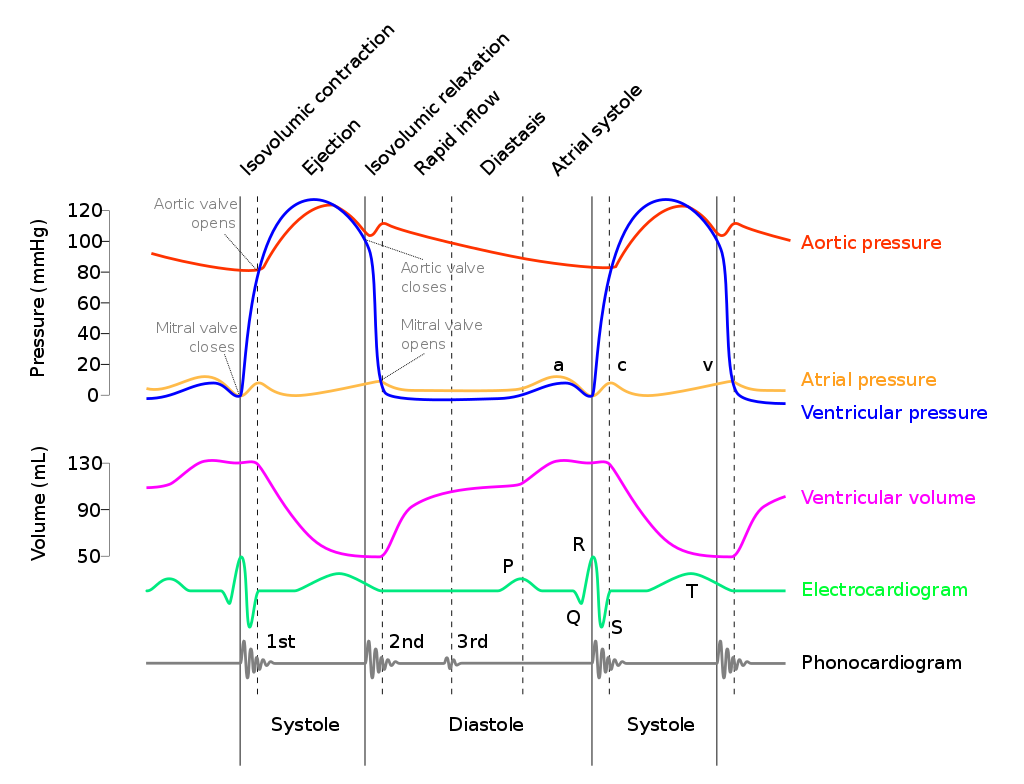 Isovolumic contraction
Ejection
Isovolumic relaxation
Rapid inflow
Diastasis
Atrial systole
Pressure (mmHg)
120
100
80
60
40
20
0
Aortic valve
opens
Mitral valve
closes
Aortic valve
closes
Mitral valve
opens
a
c
v
Aortic pressure
Atrial pressure
Ventricular pressure
Volume (mL)
130
90
50
Ventricular volume
P
R
Q
S
T
Electrocardiogram
1st
2nd
3rd
Phonocardiogram
Systole
Diastole
Systole